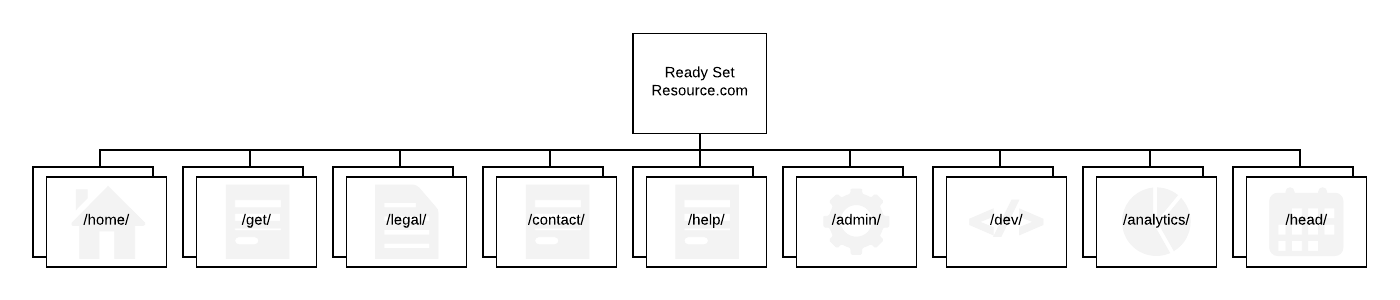 Ready Set
Resource.com
/home/
/get/
/legal/
/contact/
/help/
/admin/
/dev/
/analytics/
/head/